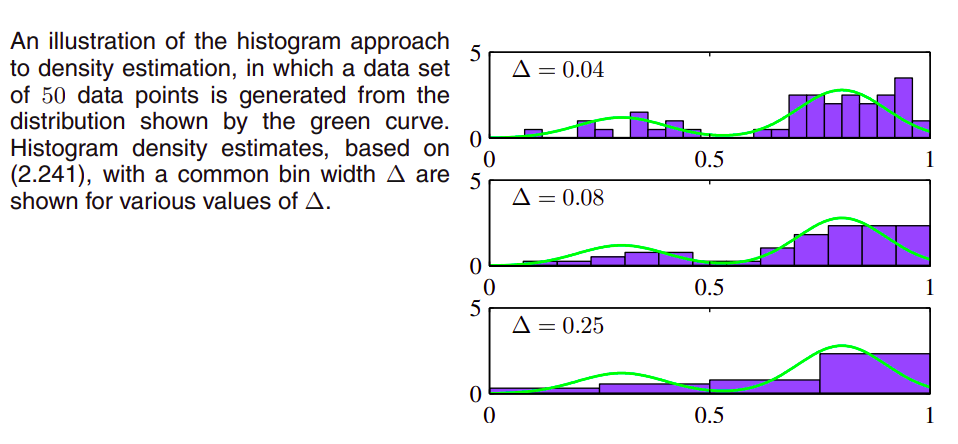 An illustration of the histogram approach
to density estimation, in which a data set
of 50 data points is generated from the
distribution shown by the green curve.
Histogram density estimates, based on
(2.241), with a common bin width Δ are
shown for various values of Δ.
5
Δ = 0.04
0
0 0.5 1
5
Δ = 0.08
0
0 0.5 1
5
Δ = 0.25
0
0 0.5 1